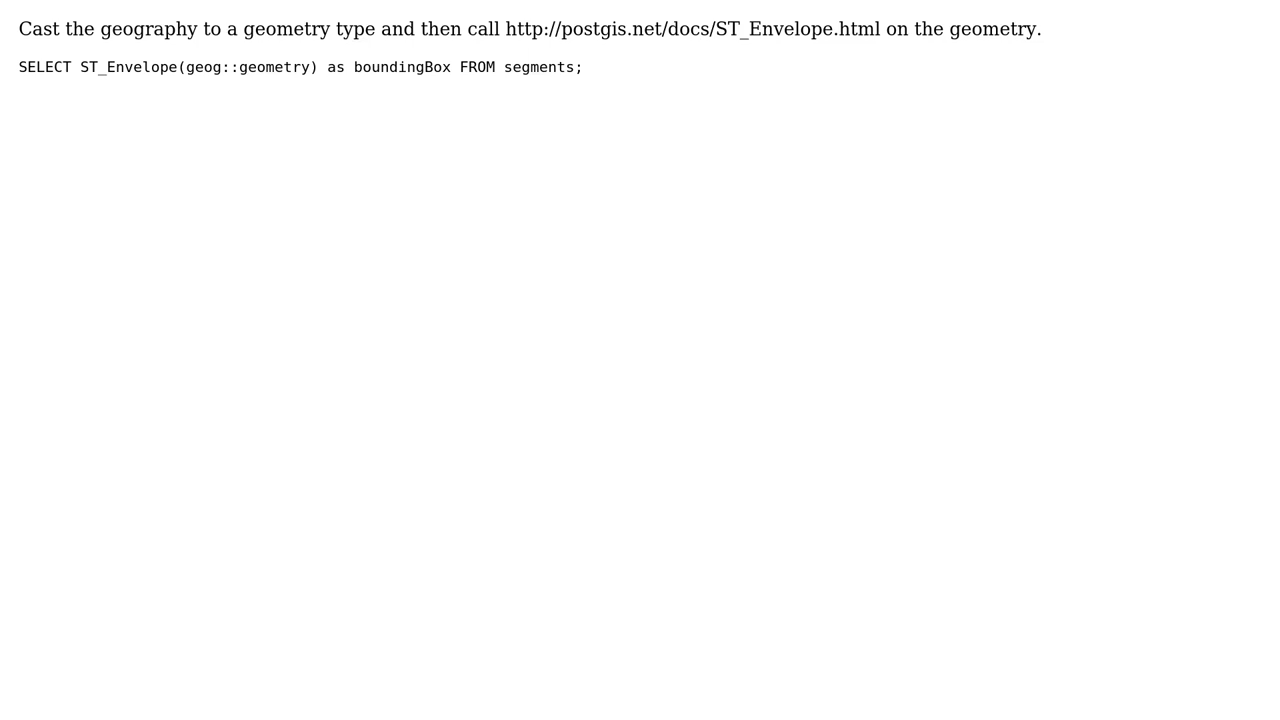 Cast the geography to a geometry type and then call http://postgis.net/docs/ST_Envelope.html on the geometry.
SELECT ST_Envelope(geog::geometry) as boundingBox FROM segments;